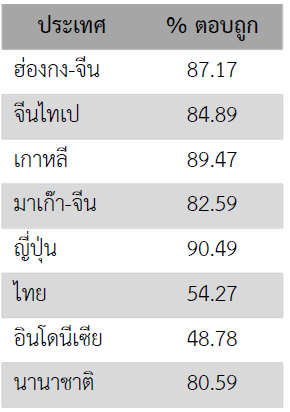 ประเทศ % ตอบถูก
ฮ่องกง-จีน 87.17
จีนไทเป 84.89
เกาหลี 89.47
มาเก๊า-จีน 82.59
ญี่ปุ่น 90.49
ไทย 54.27
อินโดนีเซีย 48.78
นานาชาติ 80.59